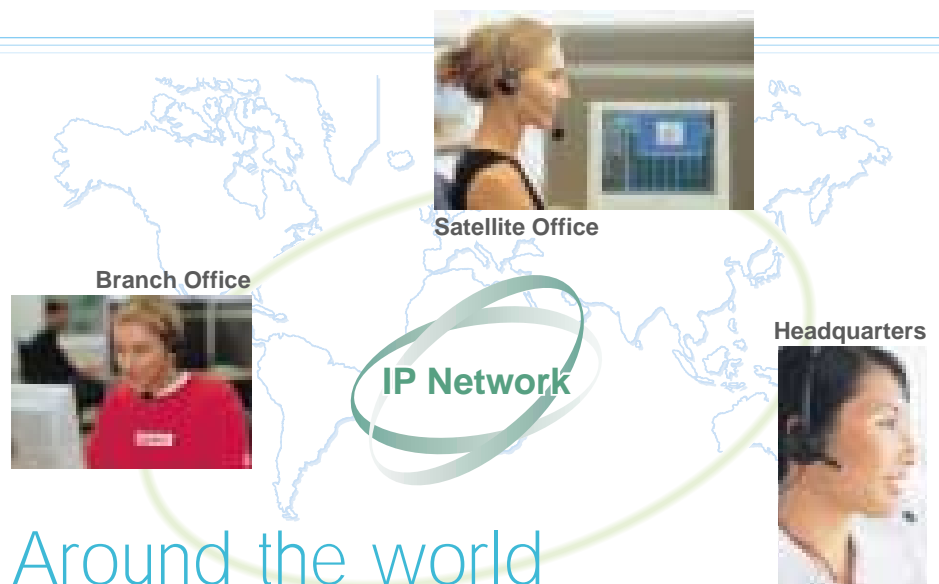 Satellite Office
Branch Office
Headquarters
IP Network
Around the world